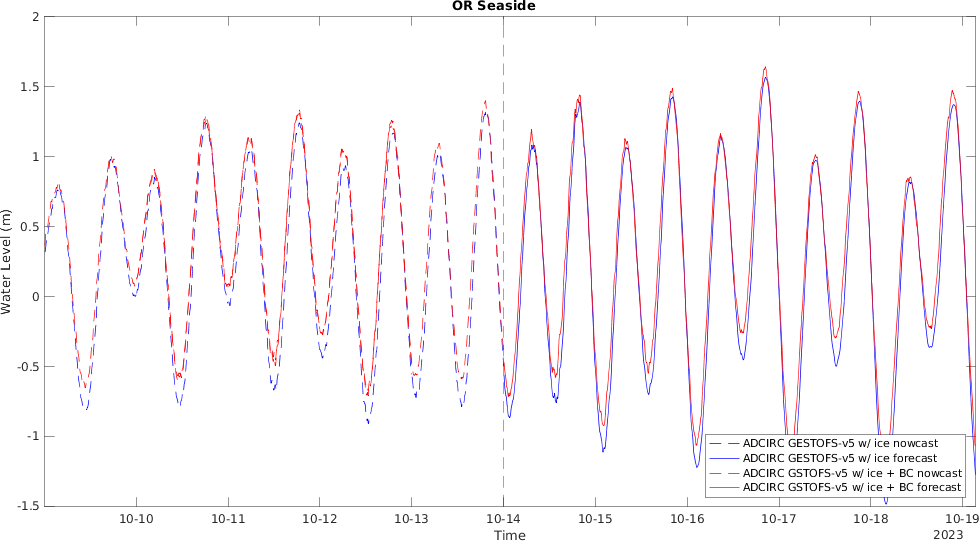 OR Seaside
2
1.5
1
0.5
0
-0.5
-1
-1.5
Water Level (m)
ADCIRC GESTOFS-v5 w/ ice nowcast
ADCIRC GESTOFS-v5 w/ ice forecast
ADCIRC GSTOFS-v5 w/ ice + BC nowcast
ADCIRC GSTOFS-v5 w/ ice + BC forecast
10-10 10-11 10-12 10-13 10-14 10-15 10-16 10-17 10-18 10-19
Time
2023